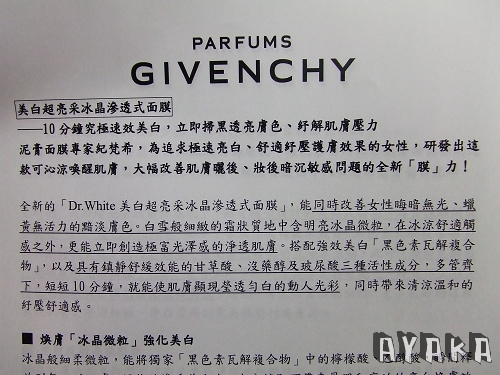 PARFUMS
GIVENCHY
美白超亮采冰晶滲透式面膜
——10分鐘究極速效美白，立即掃黑透亮膚色、紓解肌膚壓力
泥膏面膜專家紀梵希，為追求極速亮白、舒適紓壓護膚效果的女性，研發出這
款可沁涼喚醒肌膚，大幅改善肌膚曬後、妝後暗沉敏感問題的全新「膜」力！
全新的「Dr.White 美白超亮采冰晶滲透式面膜」，能同時改善女性晦暗無光、蠟
黃無活力的黯淡膚色。白雪般細緻的霜狀質地中含明亮冰晶微粒，在冰涼舒適觸
感之外，更能立即創造極富光澤感的淨透肌膚。搭配強效美白「黑色素瓦解複合
物」，以及具有鎮靜舒緩效能的甘草酸、沒藥醇及玻尿酸三種活性成分，多管齊
下，短短10分鐘，就能使肌膚顯現瑩透勻白的動人光彩，同時帶來清涼溫和的
紓壓舒適感。
■ 煥膚「冰晶微粒」強化美白
冰晶般細柔微粒，能將獨家「黑色素瓦解複合物」中的檸檬酸、
AYAKA